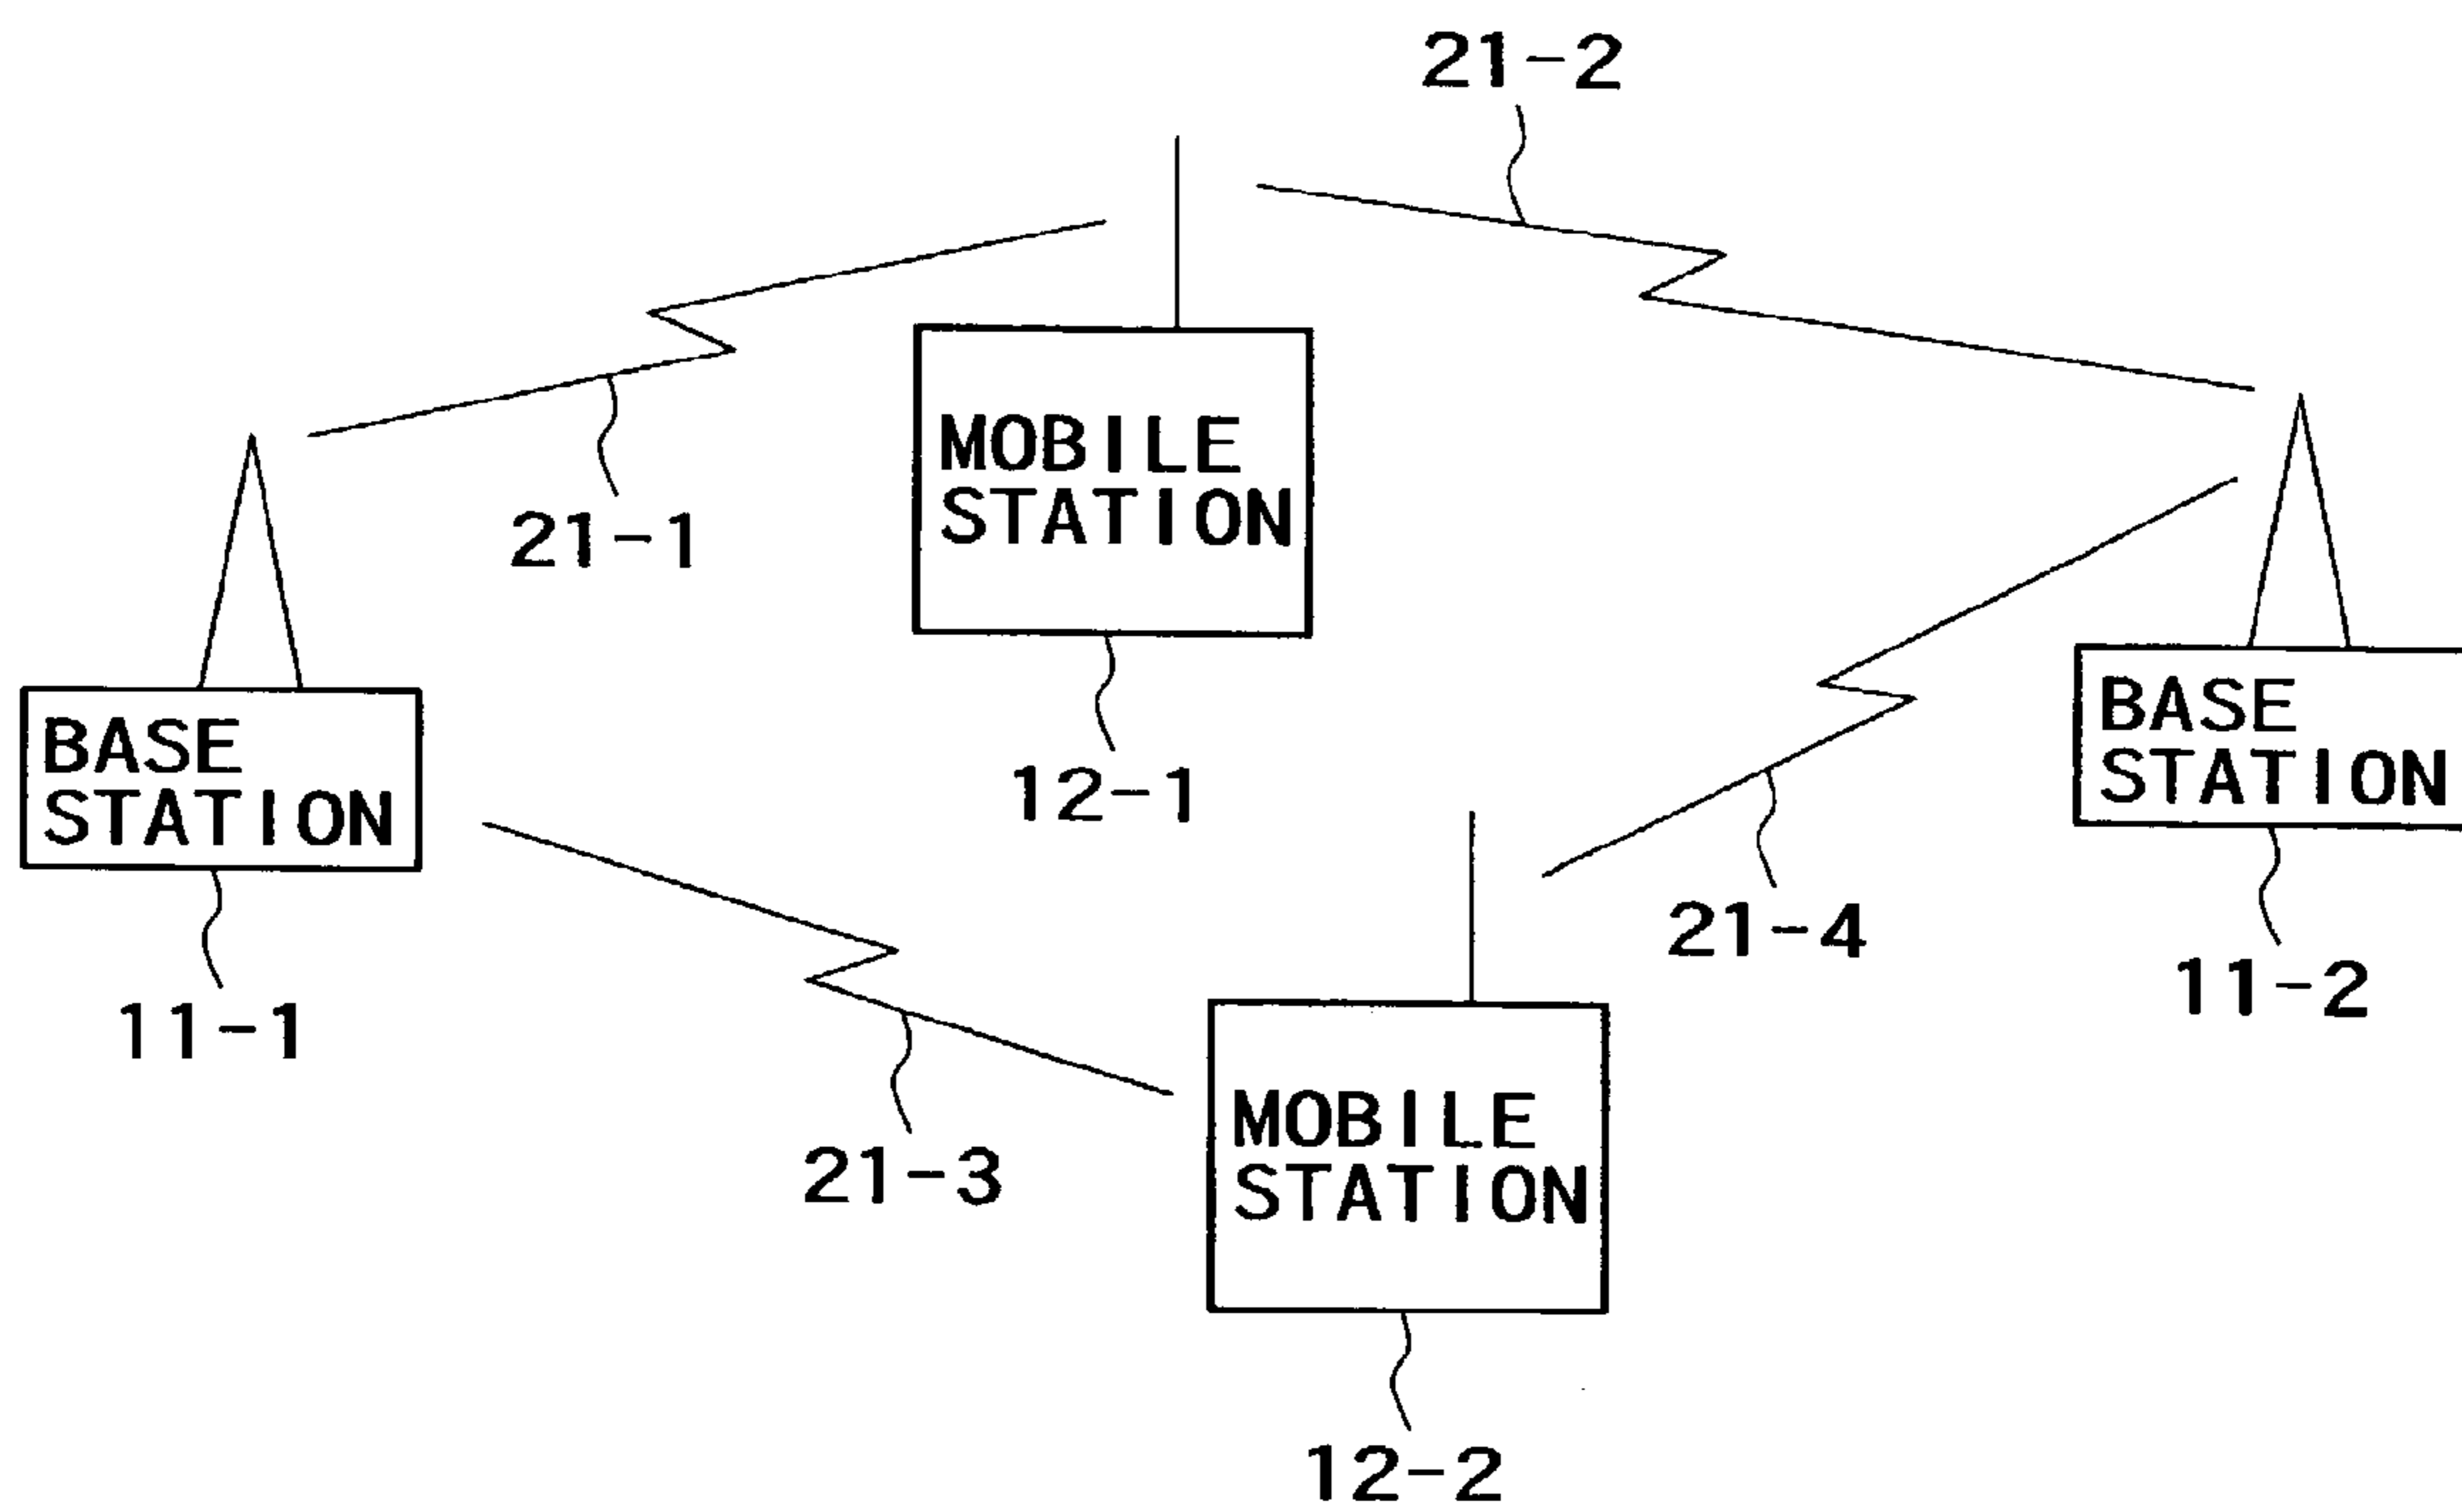 21-2
MOBILE
STATION
21-1
12-1
BASE
STATION
11-1
BASE
STATION
11-2
21-4
21-3
MOBILE
STATION
12-2